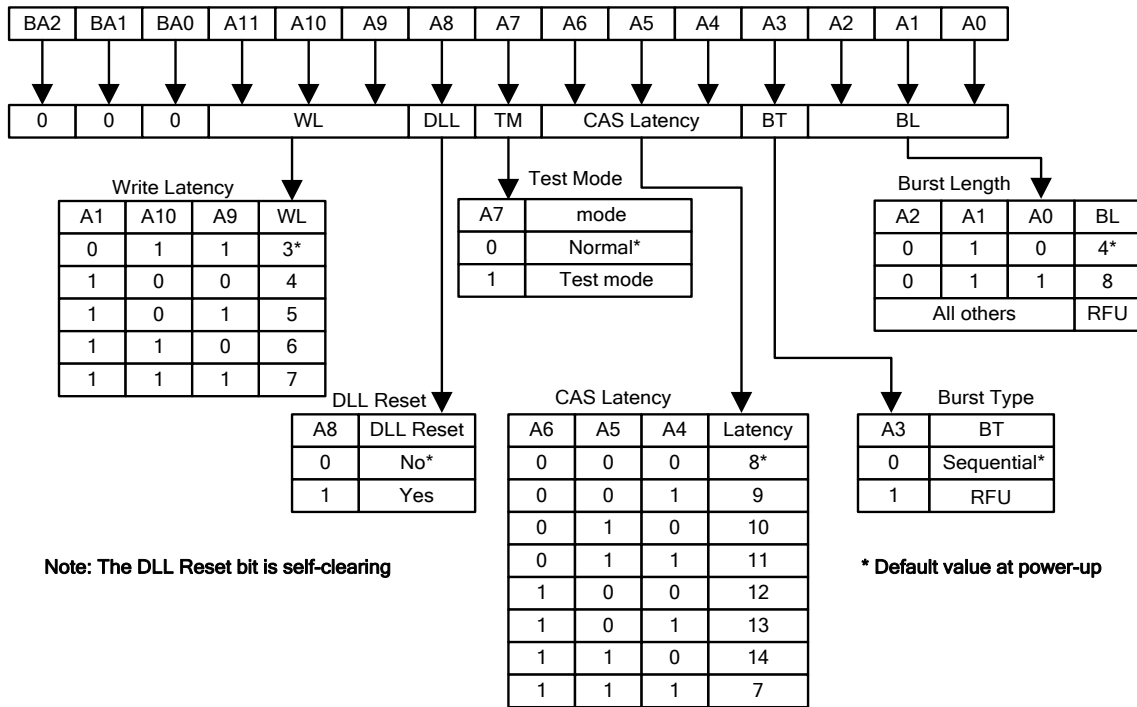 BA2 BA1 BA0 A11 A10 A9 A8 A7 A6 A5 A4 A3 A2 A1 A0
0 0 0 WL DLL TM CAS Latency BT BL
Write Latency
A1 A10 A9 WL
0 1 1 3*
1 0 0 4
1 0 1 5
1 1 0 6
1 1 1 7
Test Mode
A7 mode
0 Normal*
1 Test mode
Burst Length
A2 A1 A0 BL
0 1 0 4*
0 1 1 8
All others RFU
DLL Reset
A8 DLL Reset
0 No*
1 Yes
CAS Latency
A6 A5 A4 Latency
0 0 0 8*
0 0 1 9
0 1 0 10
0 1 1 11
1 0 0 12
1 0 1 13
1 1 0 14
1 1 1 7
Burst Type
A3 BT
0 Sequential*
1 RFU
Note: The DLL Reset bit is self-clearing
* Default value at power-up